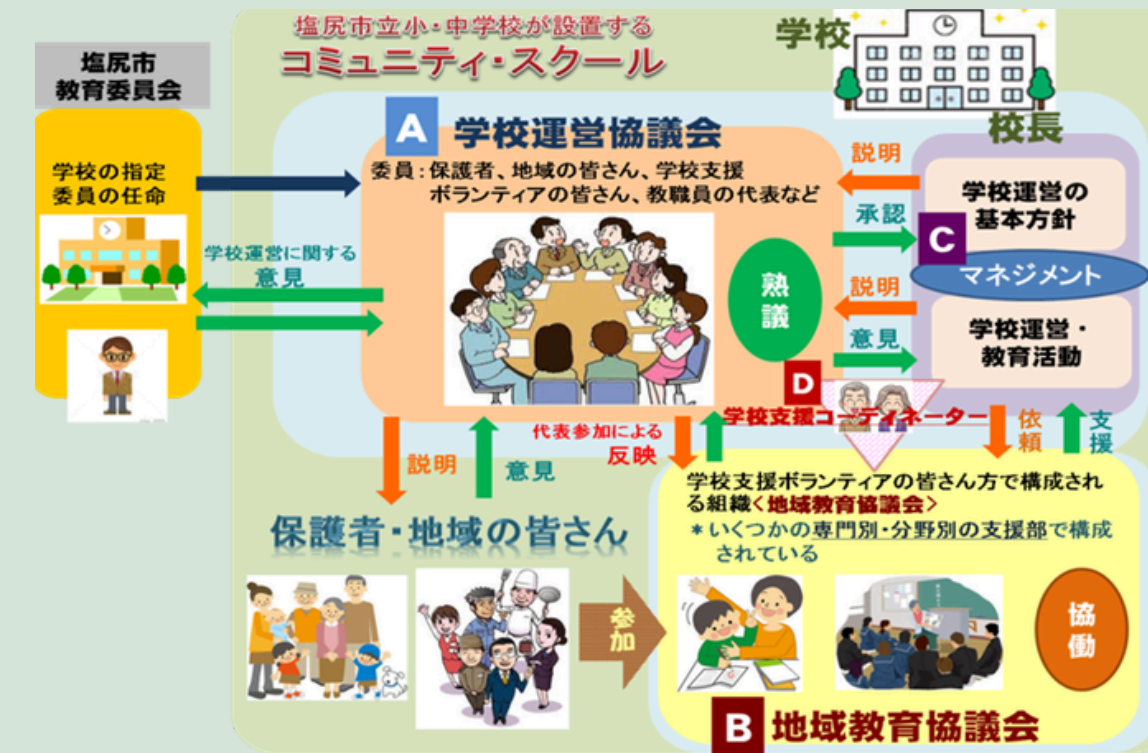 塩尻市立小・中学校が設置する
コミュニティ・スクール
学校
塩尻市
教育委員会
学校の指定
委員の任命
A 学校運営協議会
委員：保護者、地域の皆さん、学校支援
ボランティアの皆さん、教職員の代表など
熟
議
校長
学校運営の
基本方針
C
マネジメント
学校運営・
教育活動
説明
承認
説明
意見
学校運営に関する
意見
D
学校支援コーディネーター
説明
意見
代表参加による
反映
依
頼
支
援
保護者・地域の皆さん
参
加
学校支援ボランティアの皆さん方で構成され
る組織<地域教育協議会>
＊いくつかの専門別・分野別の支援部で構成
されている
協
働
B 地域教育協議会